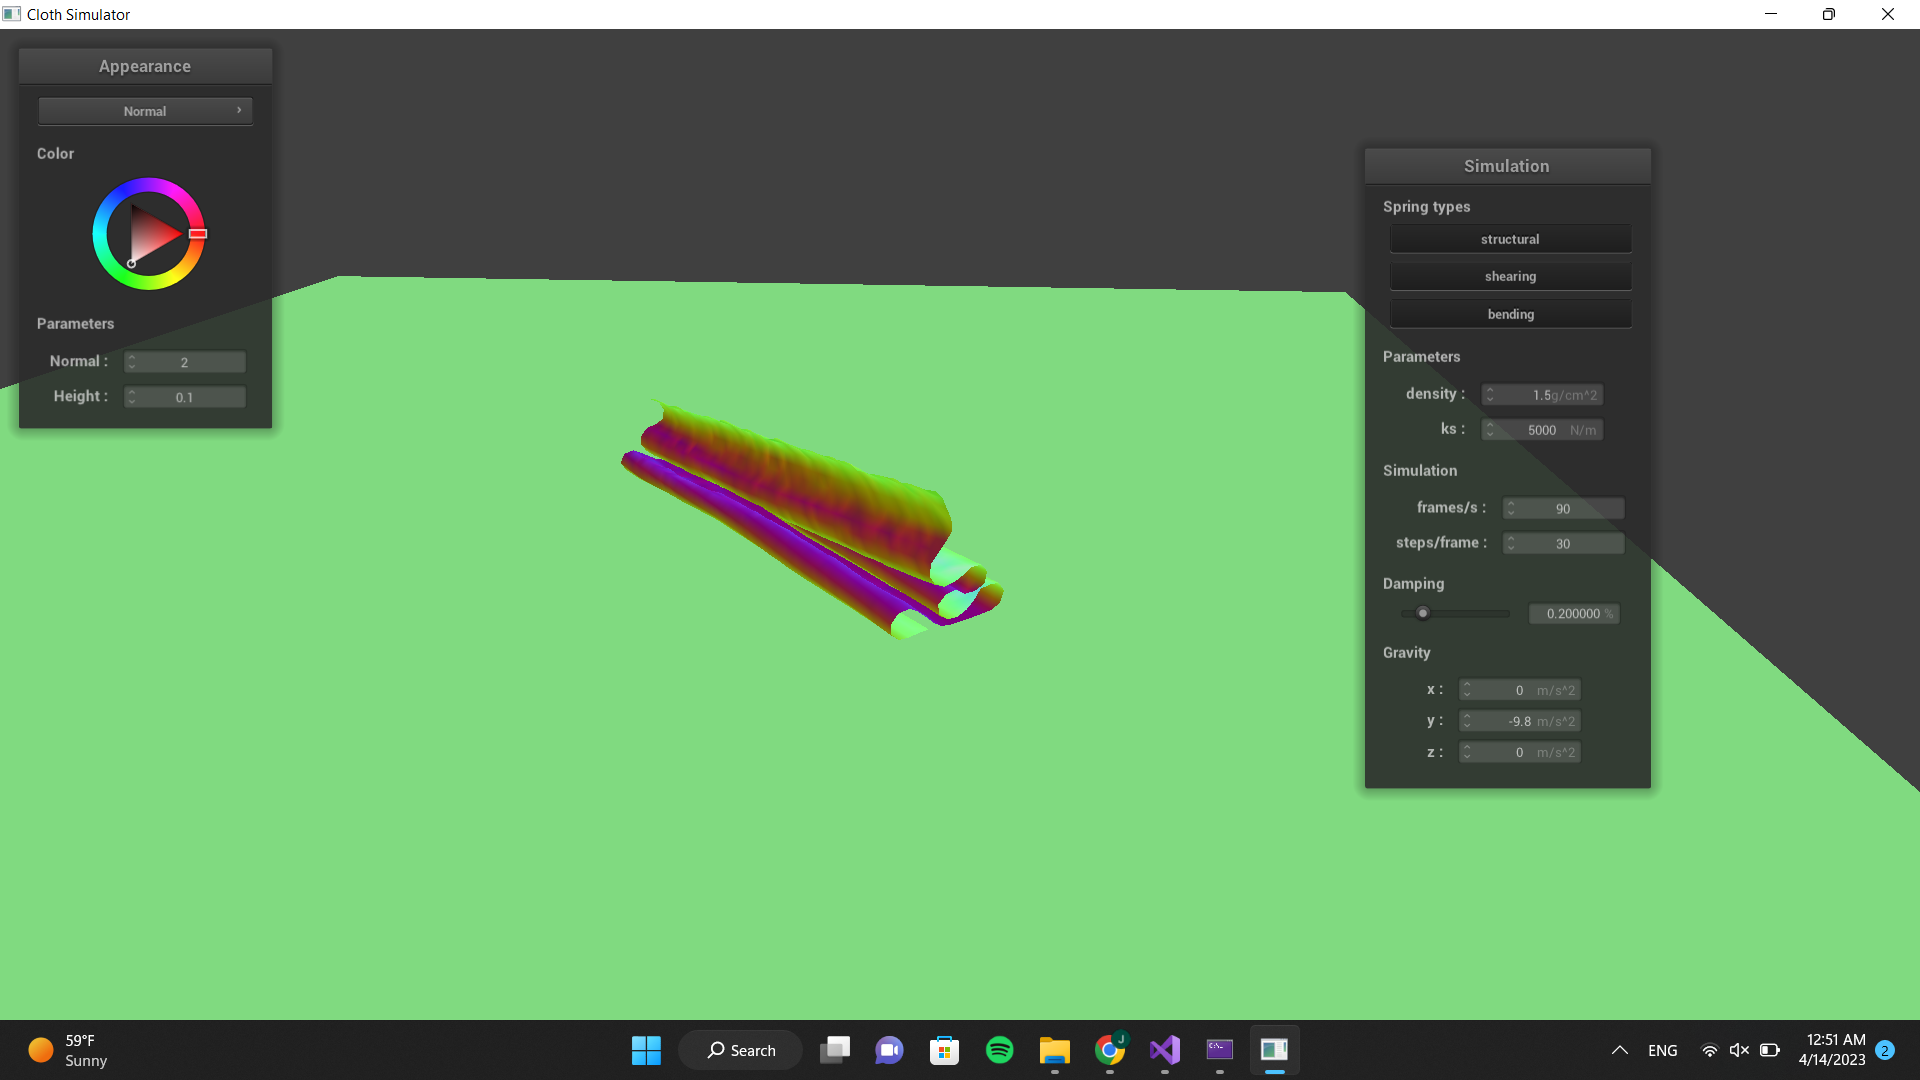 Cloth Simulator
Appearance
Normal
Color
Parameters
Normal : 2
Height : 0.1
Simulation
Spring types
structural
shearing
bending
Parameters
density : 1.5g/cm^2
ks : 5000 N/m
Simulation
frames/s : 90
steps/frame : 30
Damping
0.200000 %
Gravity
x : 0 m/s^2
y : -9.8 m/s^2
z : 0 m/s^2
59°F
Sunny
Search
J
ENG
12:51 AM
4/14/2023
2